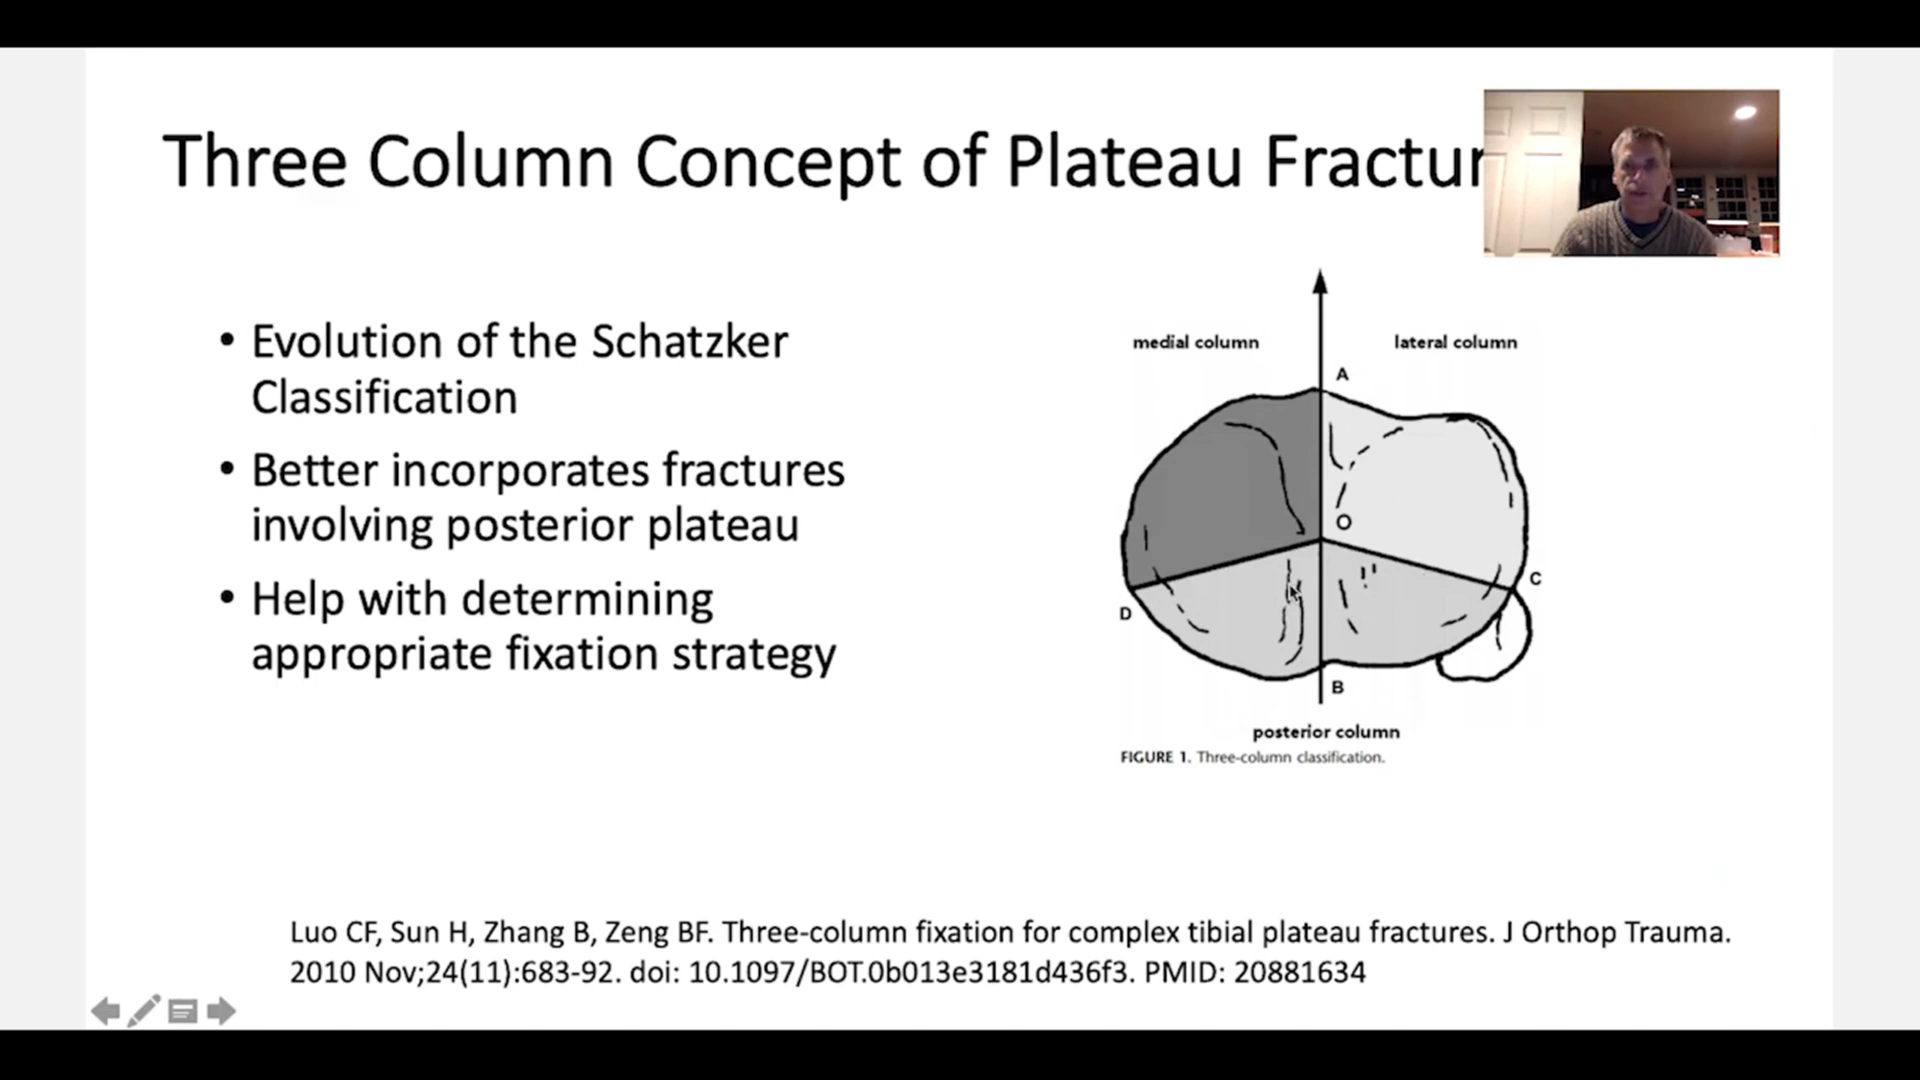 Three Column Concept of Plateau Fractur
• Evolution of the Schatzker
Classification
• Better incorporates fractures
involving posterior plateau
• Help with determining
appropriate fixation strategy
medial column
lateral column
A
O
C
D
B
posterior column
FIGURE 1. Three-column classification.
Luo CF, Sun H, Zhang B, Zeng BF. Three-column fixation for complex tibial plateau fractures. J Orthop Trauma.
2010 Nov;24(11):683-92. doi: 10.1097/BOT.0b013e3181d436f3. PMID: 20881634